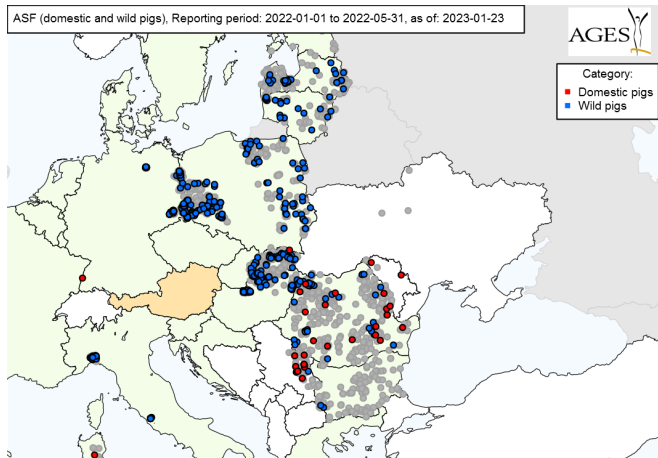 ASF (domestic and wild pigs), Reporting period: 2022-01-01 to 2022-05-31, as of: 2023-01-23
AGES
Category:
Domestic pigs
Wild pigs